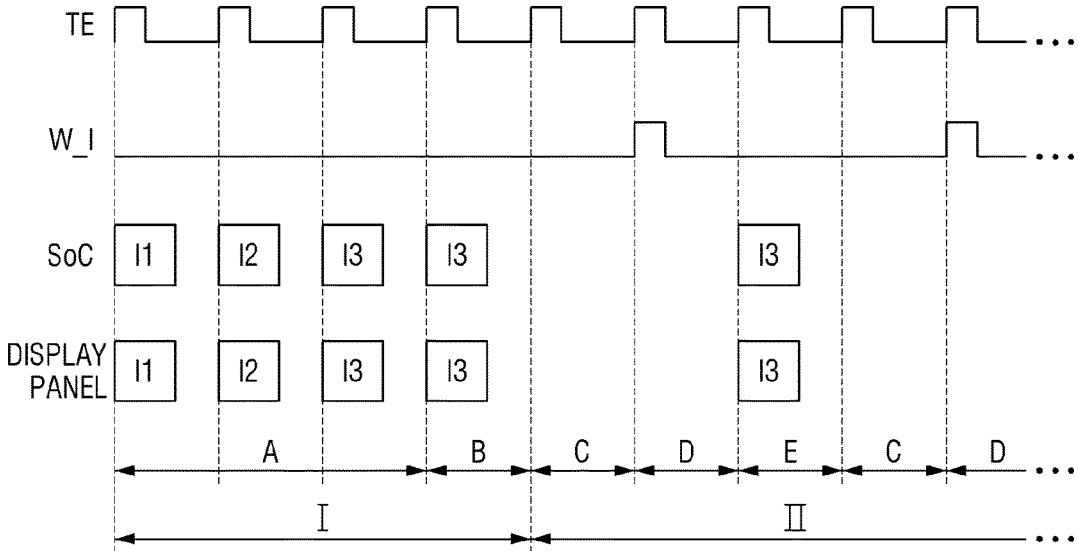 TE
...
W_I
...
SoC I1 I2 I3 I3 I3
DISPLAY
PANEL I1 I2 I3 I3 I3
A B C D E C D ...
I II ...